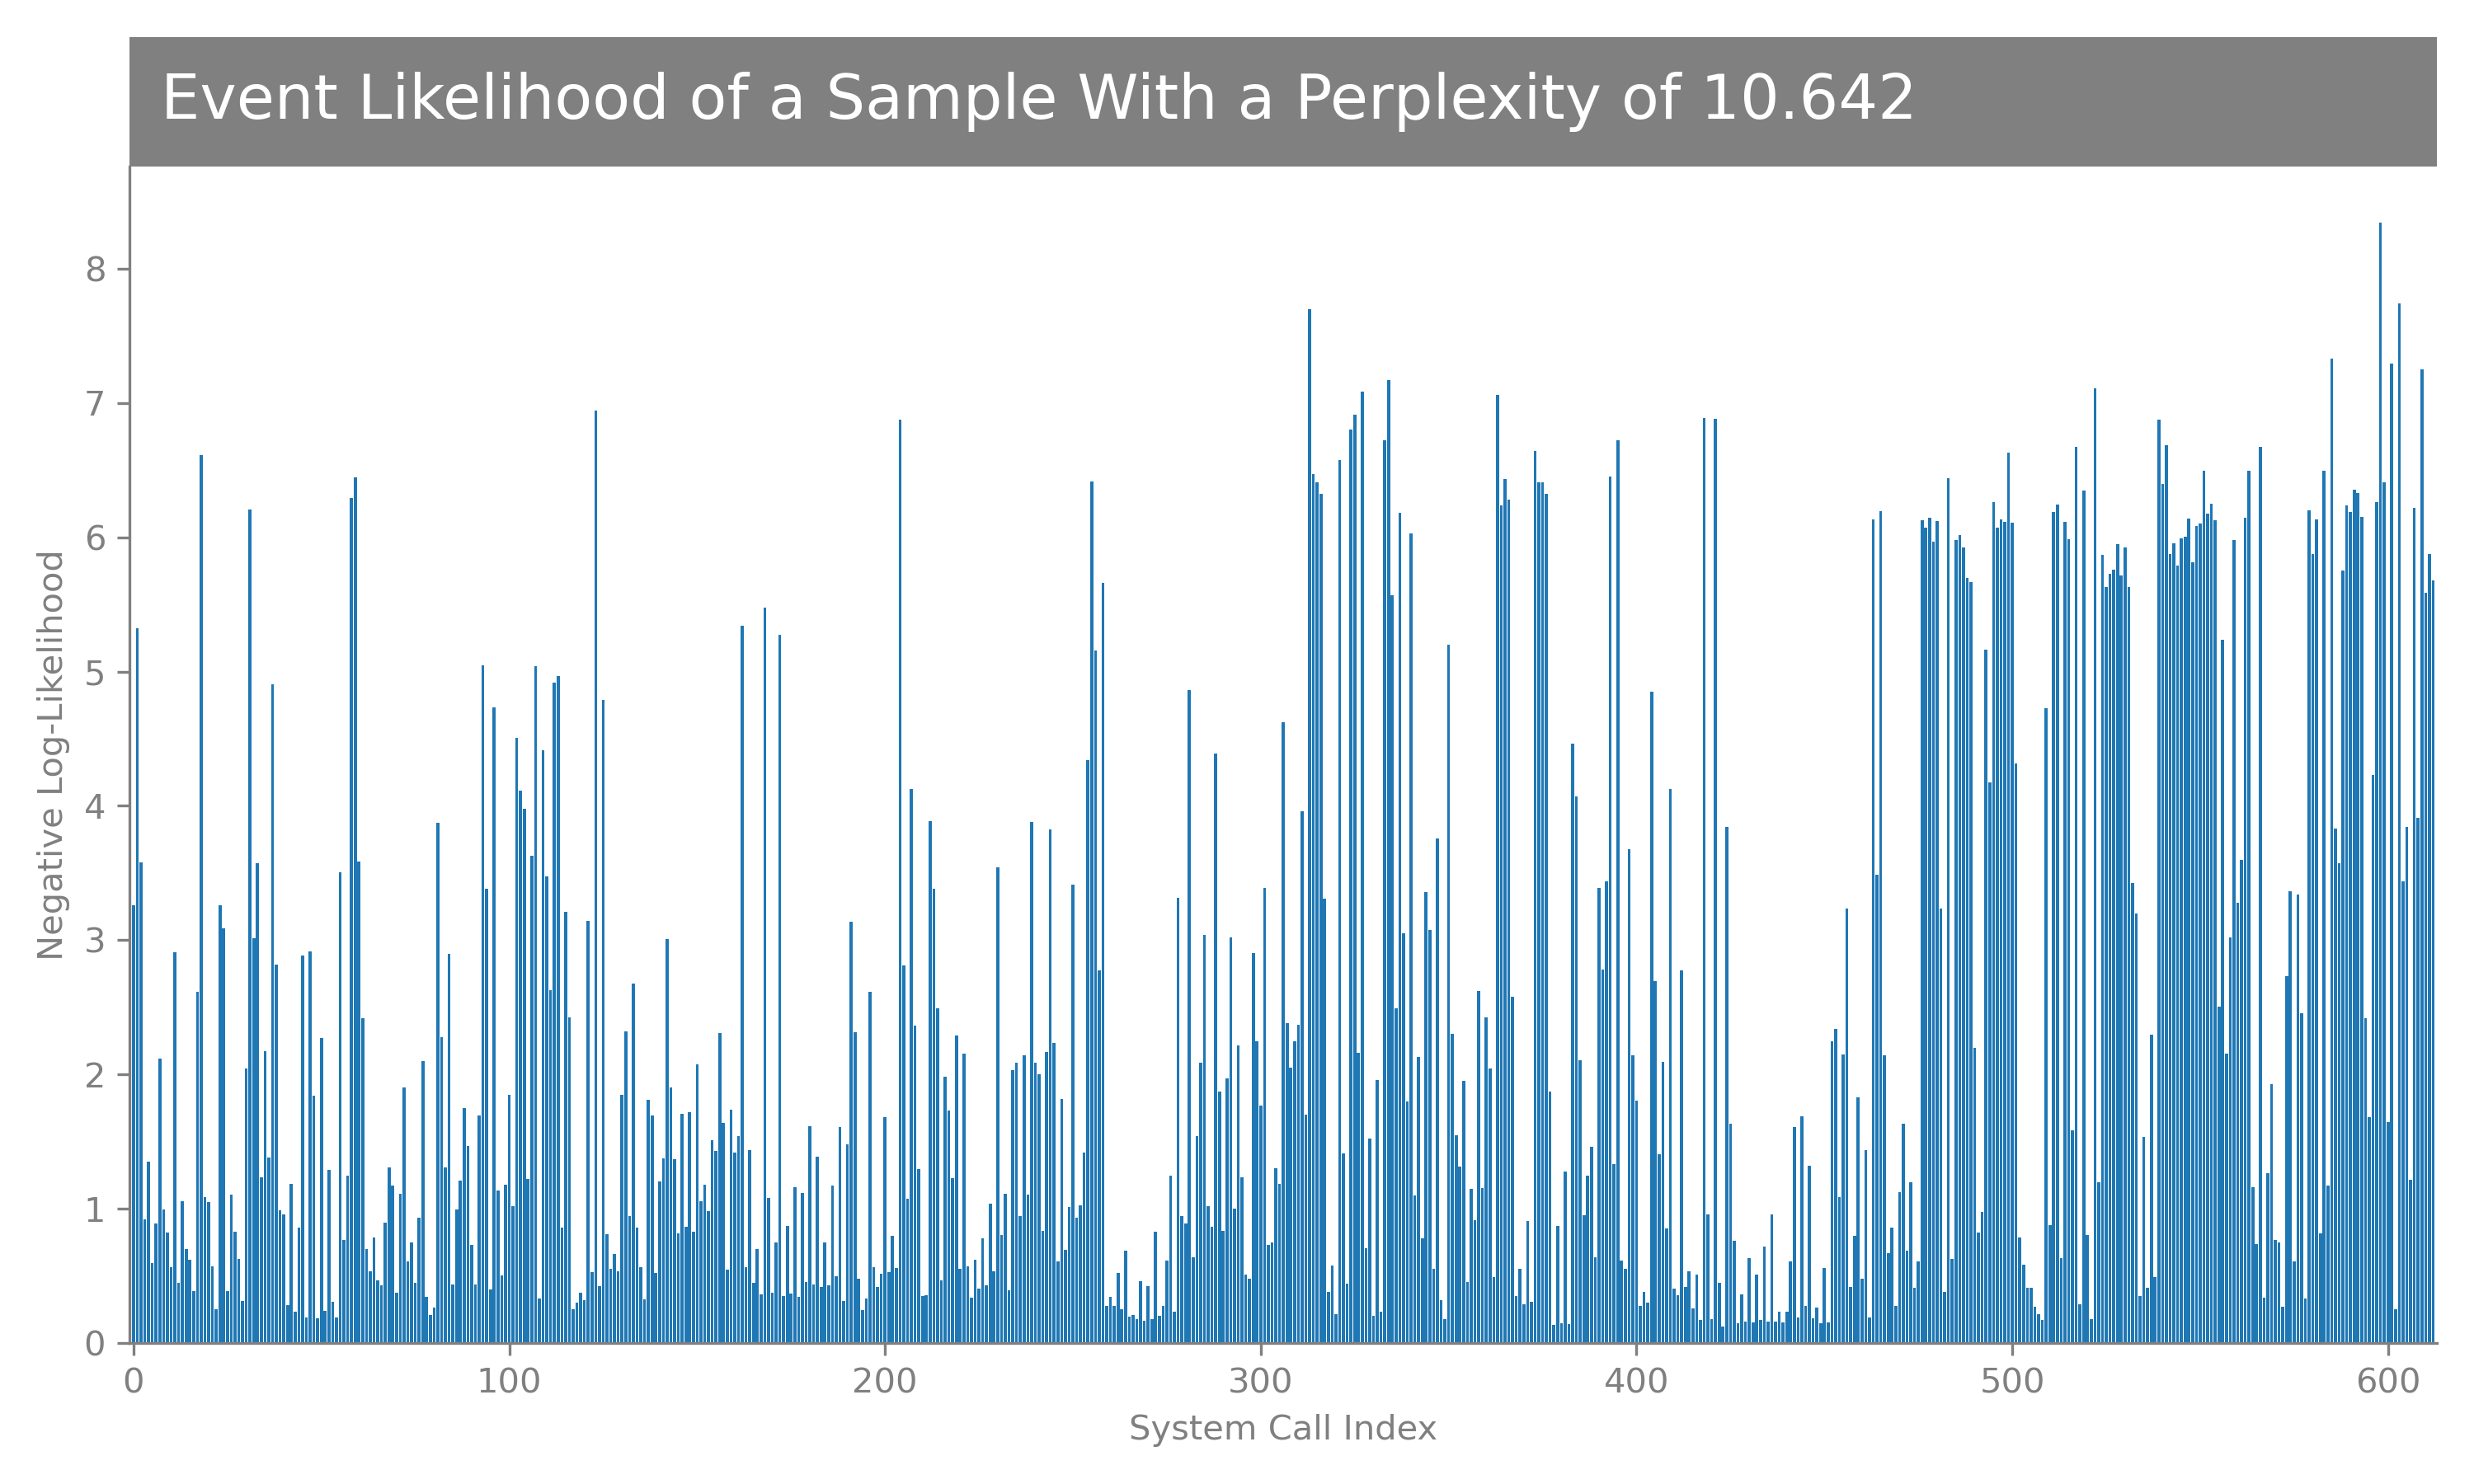 Event Likelihood of a Sample With a Perplexity of 10.642
8
7
6
5
4
3
2
1
0
Negative Log-Likelihood
0 100 200 300 400 500 600
System Call Index